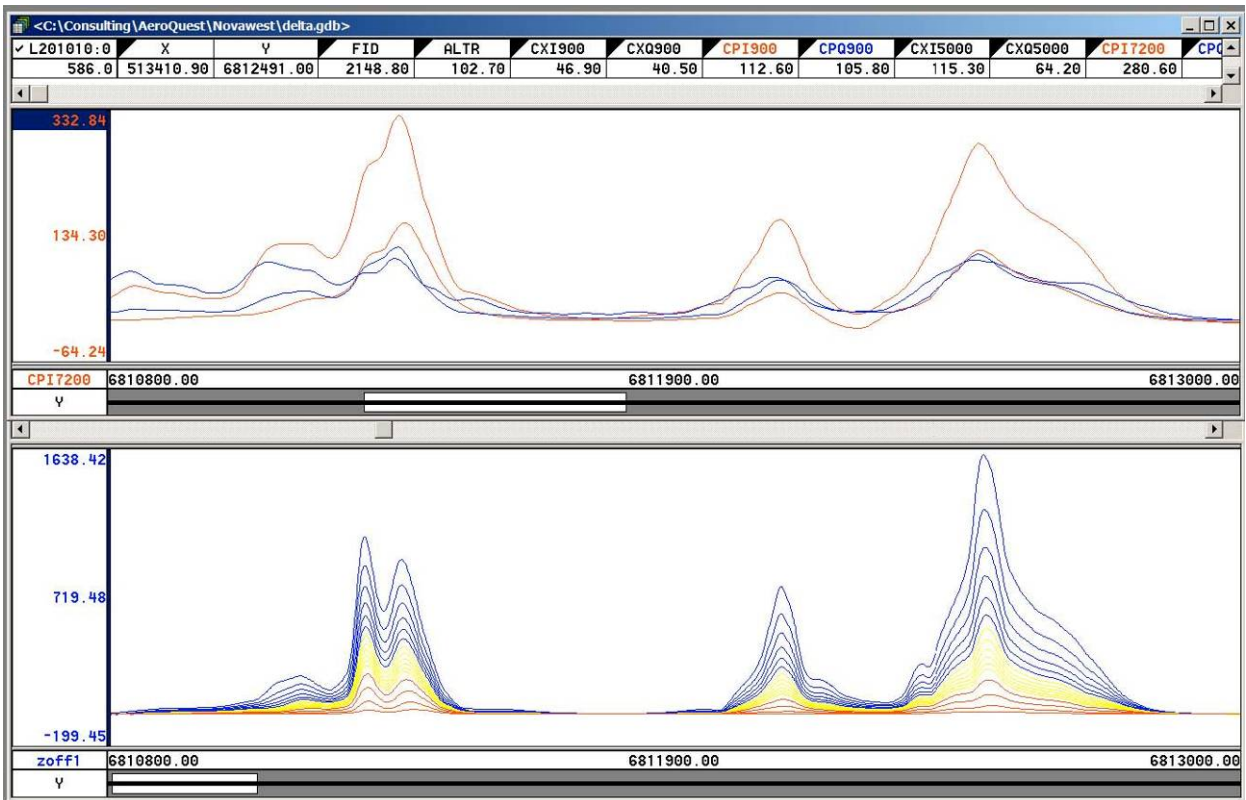 <C:\Consulting\AeroQuest\Novawest\delta.gdb>
✓ L201010:0 X Y FID ALTR CXI900 CXQ900 CPI900 CPQ900 CXI5000 CXQ5000 CPI7200
586.0 513410.90 6812491.00 2148.80 102.70 46.90 40.50 112.60 105.80 115.30 64.20 280.60
332.84
134.30
-64.24
CPI7200 6810800.00 6811900.00 6813000.00
Y
1638.42
719.48
-199.45
zoff1 6810800.00 6811900.00 6813000.00
Y